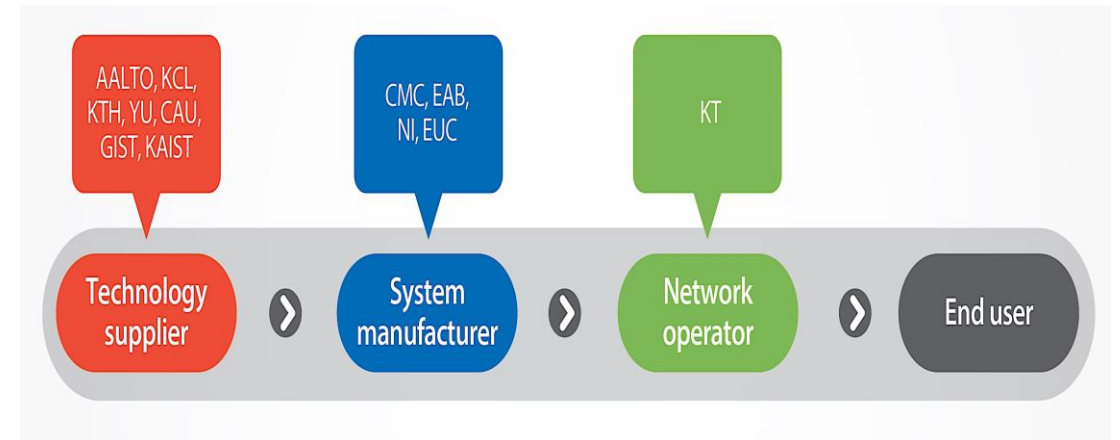 AALTO, KCL,
KTH, YU, CAU,
GIST, KAIST
CMC, EAB,
NI, EUC
KT
Technology
supplier
System
manufacturer
Network
operator
End user